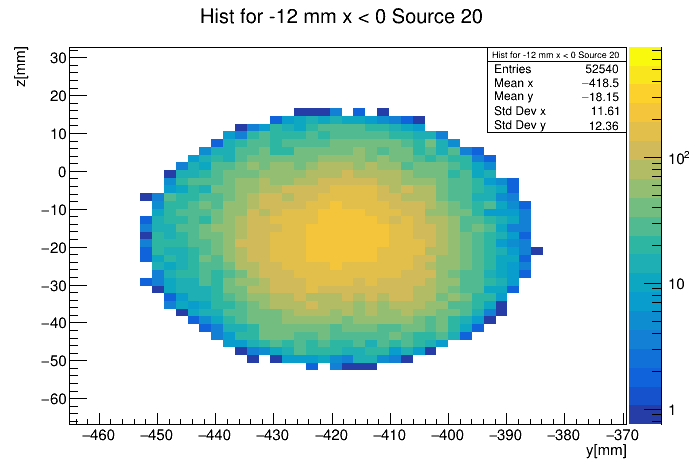 Hist for -12 mm x < 0 Source 20
z[mm]
30
20
10
0
−10
−20
−30
−40
−50
−60
Hist for -12 mm x < 0 Source 20
Entries 52540
Mean x −418.5
Mean y −18.15
Std Dev x 11.61
Std Dev y 12.36
10²
10
1
−460 −450 −440 −430 −420 −410 −400 −390 −380 −370
y[mm]